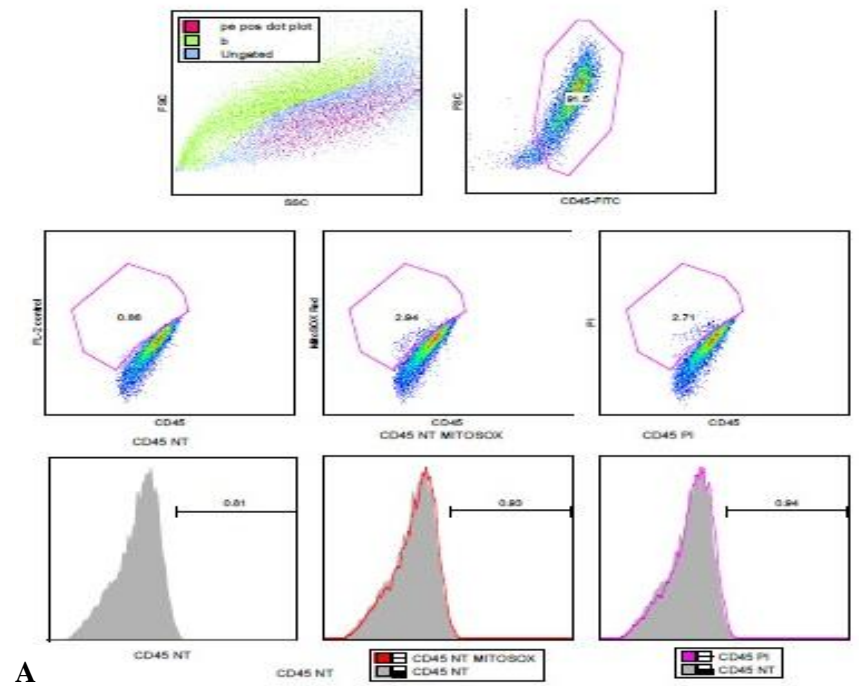 pe pos dot plot
b
Ungated
FSC
SSC
FSC
91.5
CD45-FITC
FL-2 control
0.86
CD45
CD45 NT
MitoSOX Red
2.94
CD45
CD45 NT MITOSOX
PI
2.71
CD45
CD45 PI
0.81
CD45 NT
0.93
CD45 NT
CD45 NT MITOSOX
CD45 NT
0.94
CD45 PI
CD45 NT
A